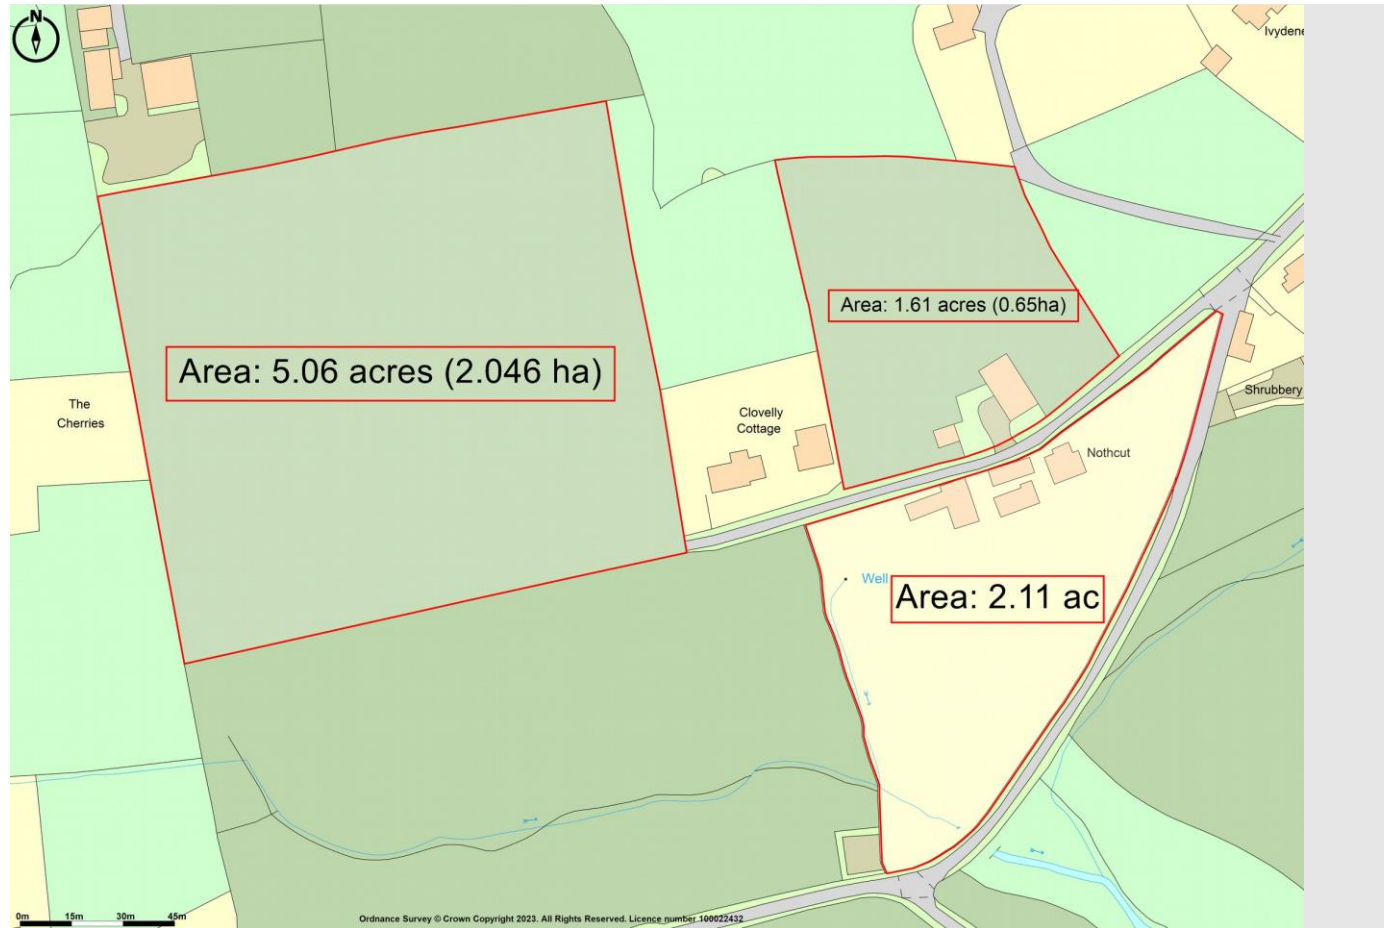 N
Ivydene
Area: 1.61 acres (0.65ha)
Area: 5.06 acres (2.046 ha)
The
Cherries
Shrubbery
Clovelly
Cottage
Nothcut
Well
Area: 2.11 ac
0m 15m 30m 45m
Ordnance Survey © Crown Copyright 2023. All Rights Reserved. Licence number 100022432